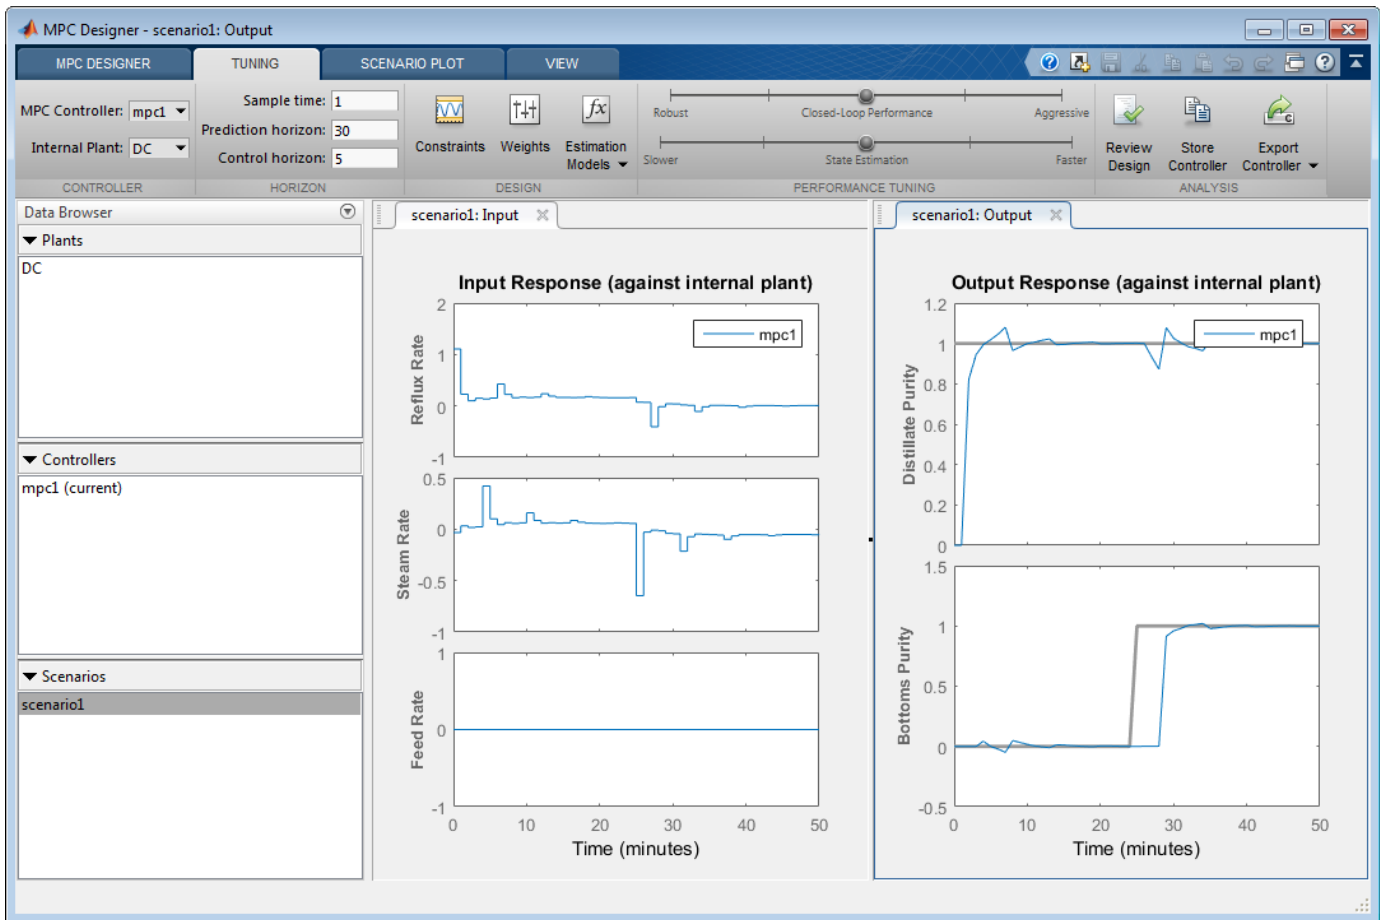 MPC Designer - scenario1: Output
MPC DESIGNER
TUNING
SCENARIO PLOT
VIEW
MPC Controller: mpc1
Internal Plant: DC
CONTROLLER
Sample time: 1
Prediction horizon: 30
Control horizon: 5
HORIZON
Constraints
Weights
fx
Estimation
Models
DESIGN
Robust
Closed-Loop Performance
Aggressive
Slower
State Estimation
Faster
PERFORMANCE TUNING
Review
Design
Store
Controller
C
Export
Controller
ANALYSIS
Data Browser
Plants
DC
Controllers
mpc1 (current)
Scenarios
scenario1
scenario1: Input
Input Response (against internal plant)
mpc1
Reflux Rate
2
1
0
-1
Steam Rate
0.5
0
-0.5
-1
Feed Rate
1
0
-1
0 10 20 30 40 50
Time (minutes)
scenario1: Output
Output Response (against internal plant)
mpc1
Distillate Purity
1.2
1
0.8
0.6
0.4
0.2
0
Bottoms Purity
1.5
1
0.5
0
-0.5
0 10 20 30 40 50
Time (minutes)